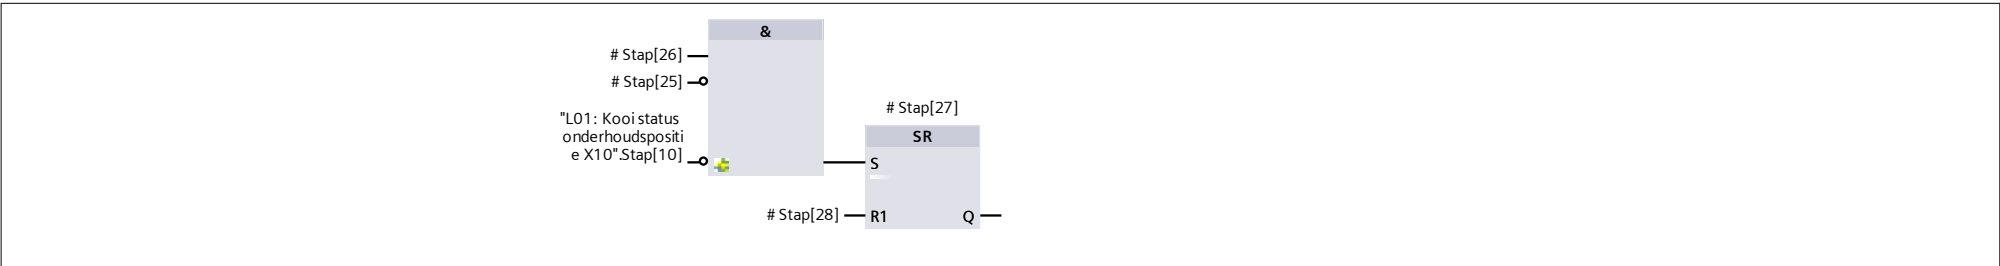 &
# Stap[26]
# Stap[25]
"L01: Kooi status
onderhoudspositi
e X10".Stap[10]
# Stap[27]
SR
S
# Stap[28]
R1
Q